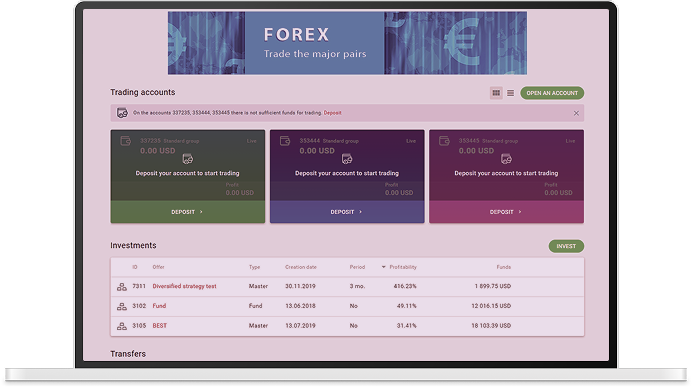 FOREX
Trade the major pairs
Trading accounts
OPEN AN ACCOUNT
On the accounts 337235, 353444, 353445 there is not sufficient funds for trading. Deposit
337235 Standard group Live
0.00 USD
Deposit your account to start trading
Profit
0.00 USD
DEPOSIT
353444 Standard group Live
0.00 USD
Deposit your account to start trading
Profit
0.00 USD
DEPOSIT
353445 Standard group Live
0.00 USD
Deposit your account to start trading
Profit
0.00 USD
DEPOSIT
Investments
INVEST
ID Offer Type Creation date Period Profitability Funds
7311 Diversified strategy test Master 30.11.2019 3 mo. 416.23% 1 899.75 USD
3102 Fund Fund 13.06.2018 No 49.11% 12 016.15 USD
3105 BEST Master 13.07.2019 No 31.41% 18 103.39 USD
Transfers